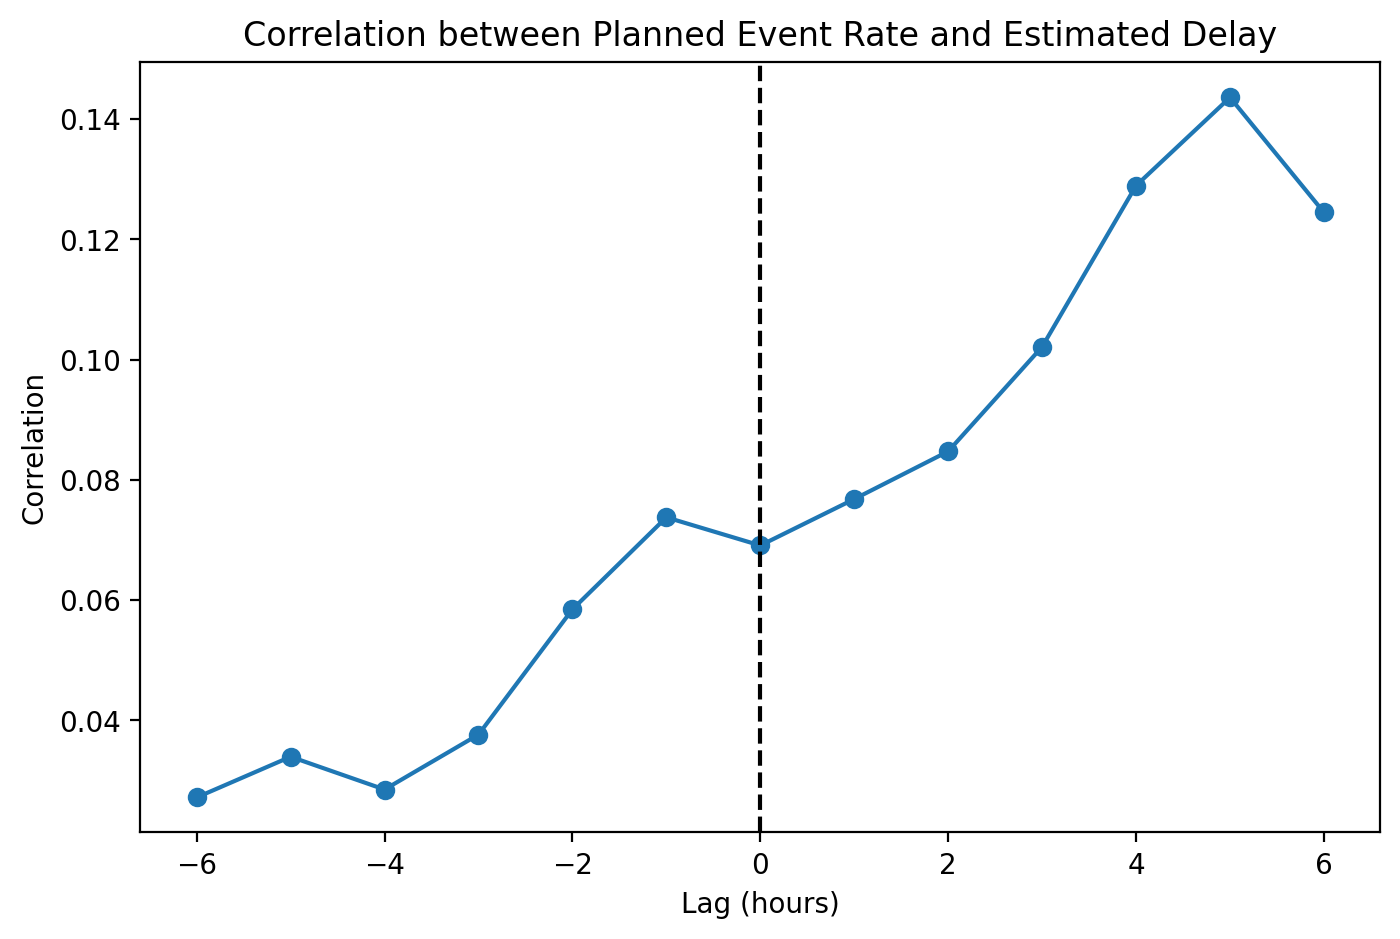 Correlation between Planned Event Rate and Estimated Delay
0.14
0.12
0.10
0.08
0.06
0.04
Correlation
−6 −4 −2 0 2 4 6
Lag (hours)